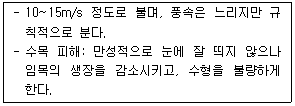 - 10~15m/s 정도로 불며, 풍속은 느리지만 규
칙적으로 분다.
- 수목 피해: 만성적으로 눈에 잘 띄지 않으나
임목의 생장을 감소시키고, 수형을 불량하게
한다.